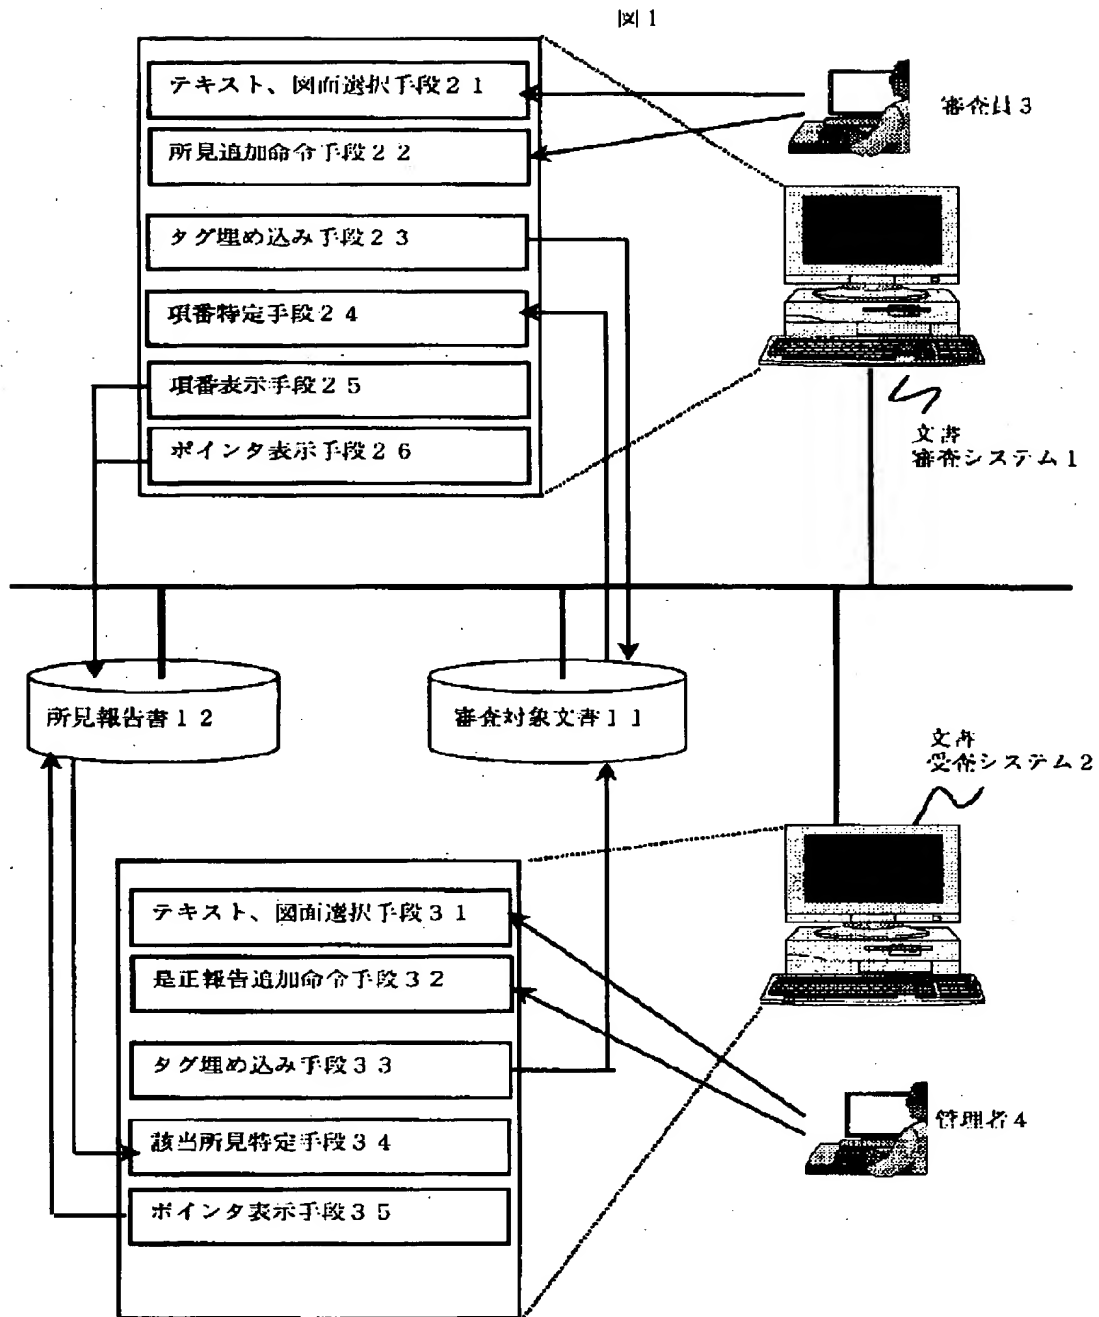 図1
テキスト、図面選択手段21
所見追加命令手段22
タグ埋め込み手段23
項番特定手段24
項番表示手段25
ポインタ表示手段26
審査員3
文書
審査システム1
所見報告書12
審査対象文書11
文書
受査システム2
テキスト、図面選択手段31
是正報告追加命令手段32
タグ埋め込み手段33
該当所見特定手段34
ポインタ表示手段35
管理者4